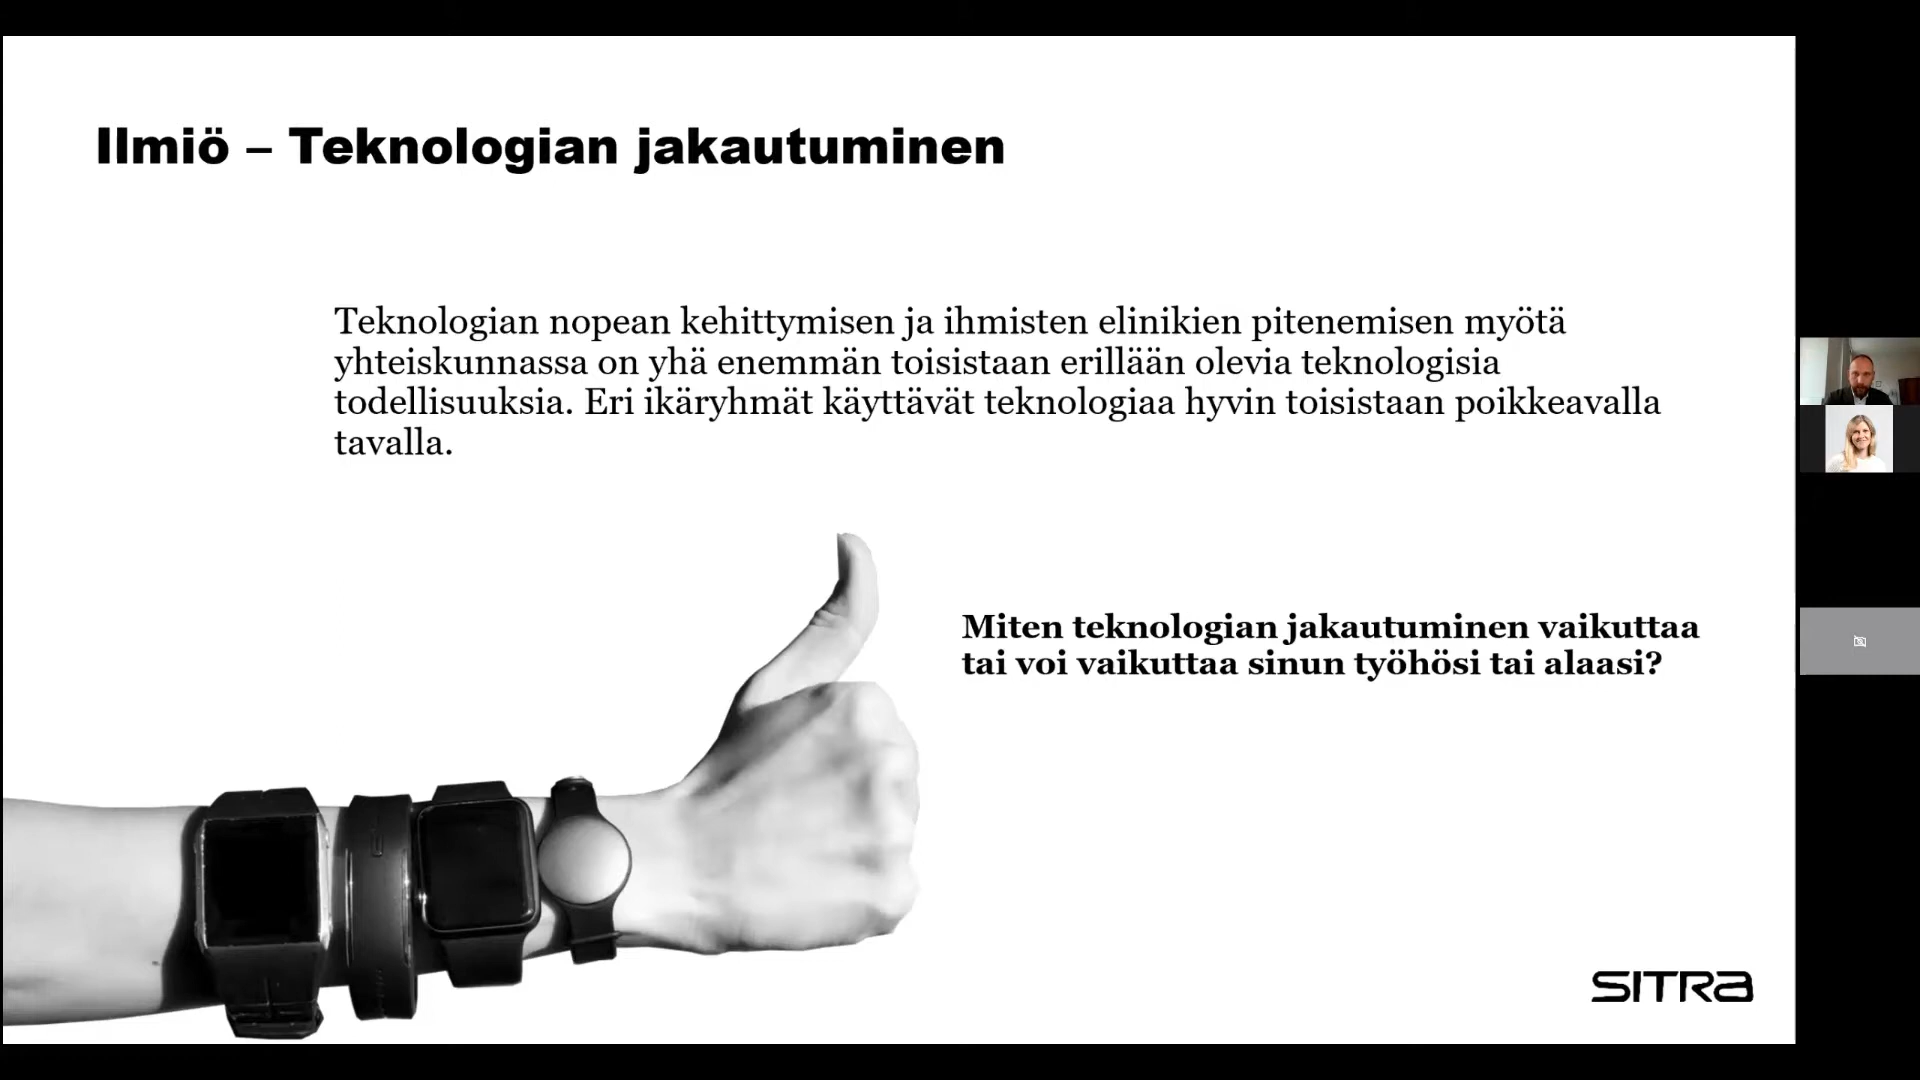 Ilmiö – Teknologian jakautuminen
Teknologian nopean kehittymisen ja ihmisten elinikien pitenemisen myötä
yhteiskunnassa on yhä enemmän toisistaan erillään olevia teknologisia
todellisuuksia. Eri ikäryhmät käyttävät teknologiaa hyvin toisistaan poikkeavalla
tavalla.
Miten teknologian jakautuminen vaikuttaa
tai voi vaikuttaa sinun työhösi tai alaasi?
SITRA